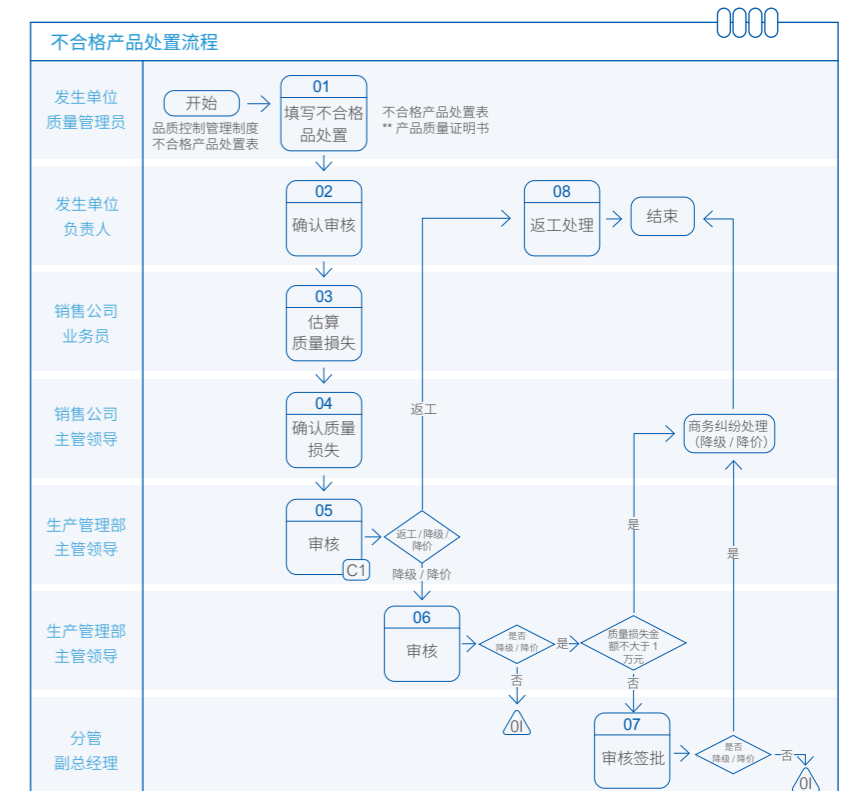 不合格产品处置流程
发生单位
质量管理员
开始
品质控制管理制度
不合格产品处置表
01
填写不合格
品处置
不合格产品处置表
** 产品质量证明书
发生单位
负责人
02
确认审核
08
返工处理
结束
销售公司
业务员
03
估算
质量損失
销售公司
主管领导
04
确认质量
损失
返工
商务纠纷处理
（降级 / 降价）
生产管理部
主管领导
05
审核
C1
返工 / 降级 /
降价
降级 / 降价
是
是
生产管理部
主管领导
06
审核
是否
降级 / 降价
是
质量损失金
额不大于 1
万元
否
0I
否
分管
副总经理
07
审核签批
是否
降级 / 降价
否
0I